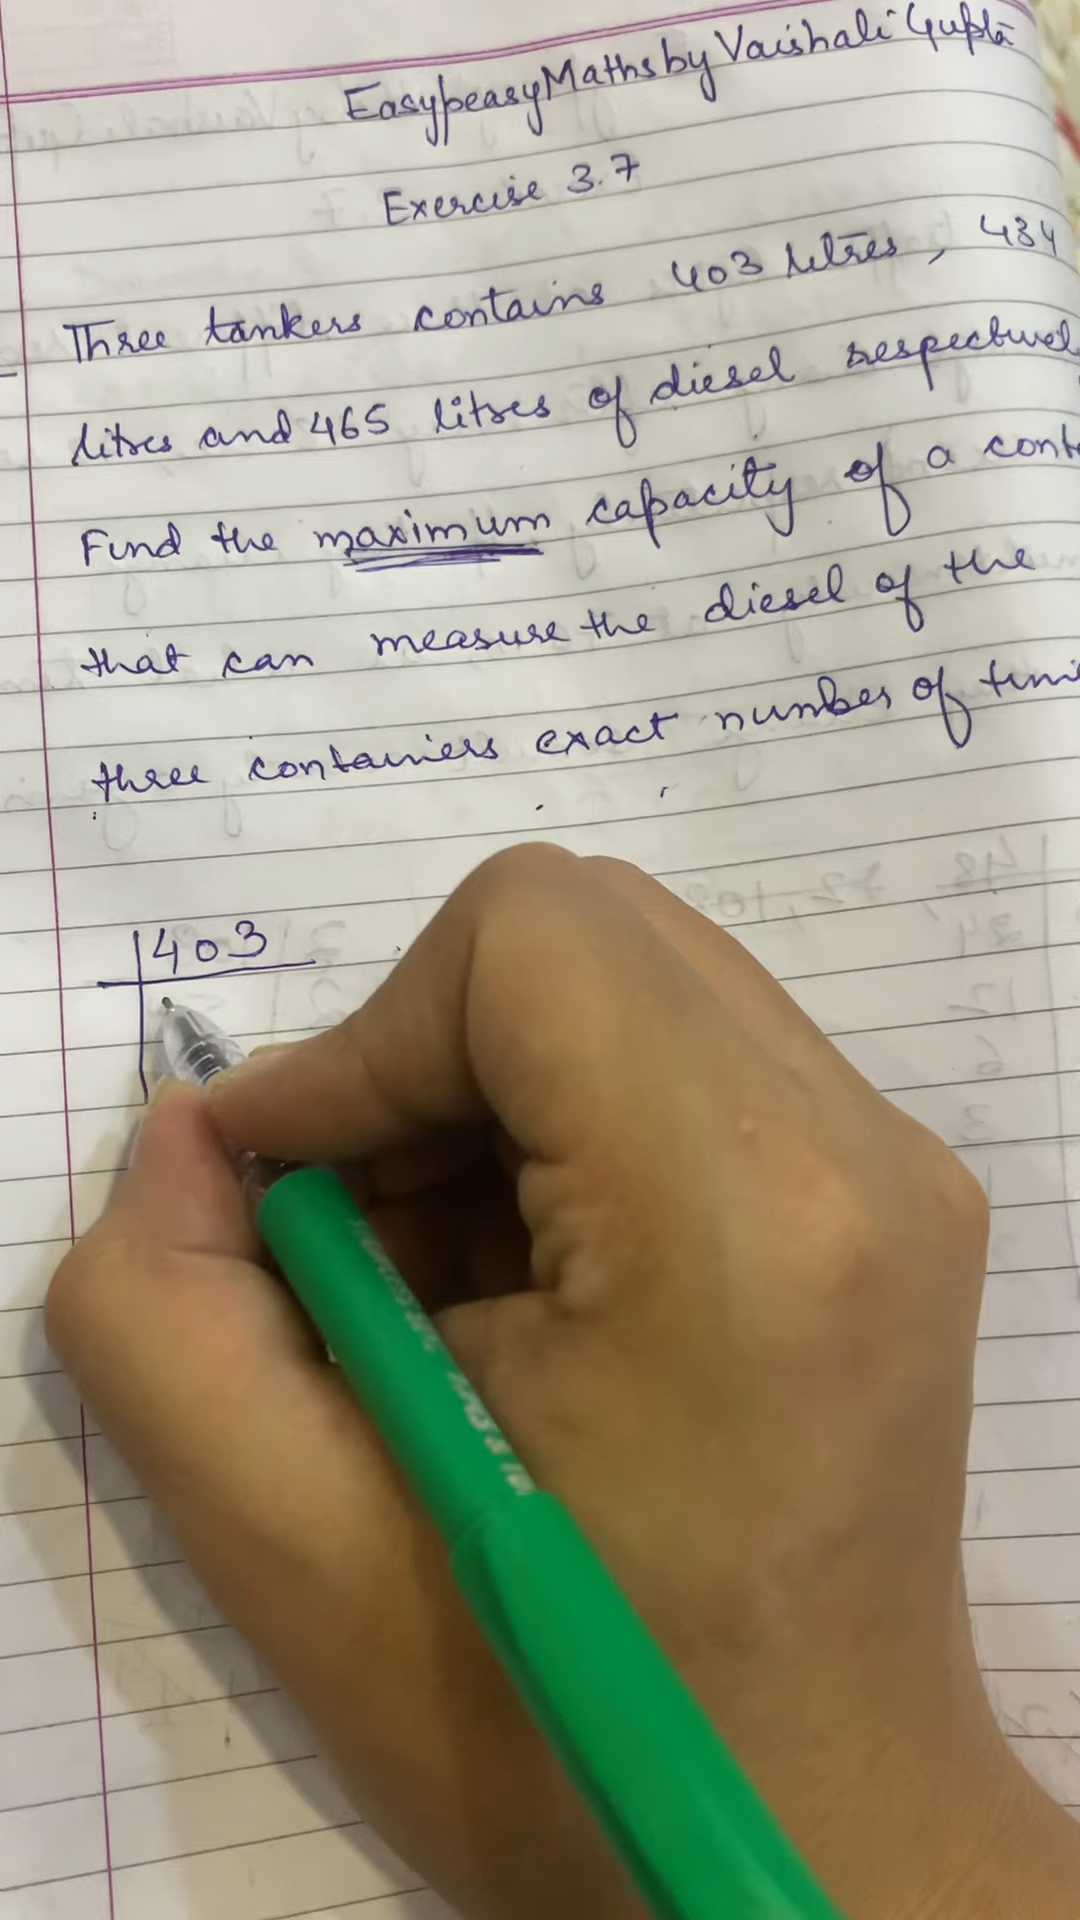 EasypeasyMaths by Vaishali Gupta
Exercise 3.7
Three tankers contains 403 litres, 434
litres and 465 litres of diesel respectivel
Find the maximum capacity of a cont
that can measure the diesel of the
three containers exact number of time
403